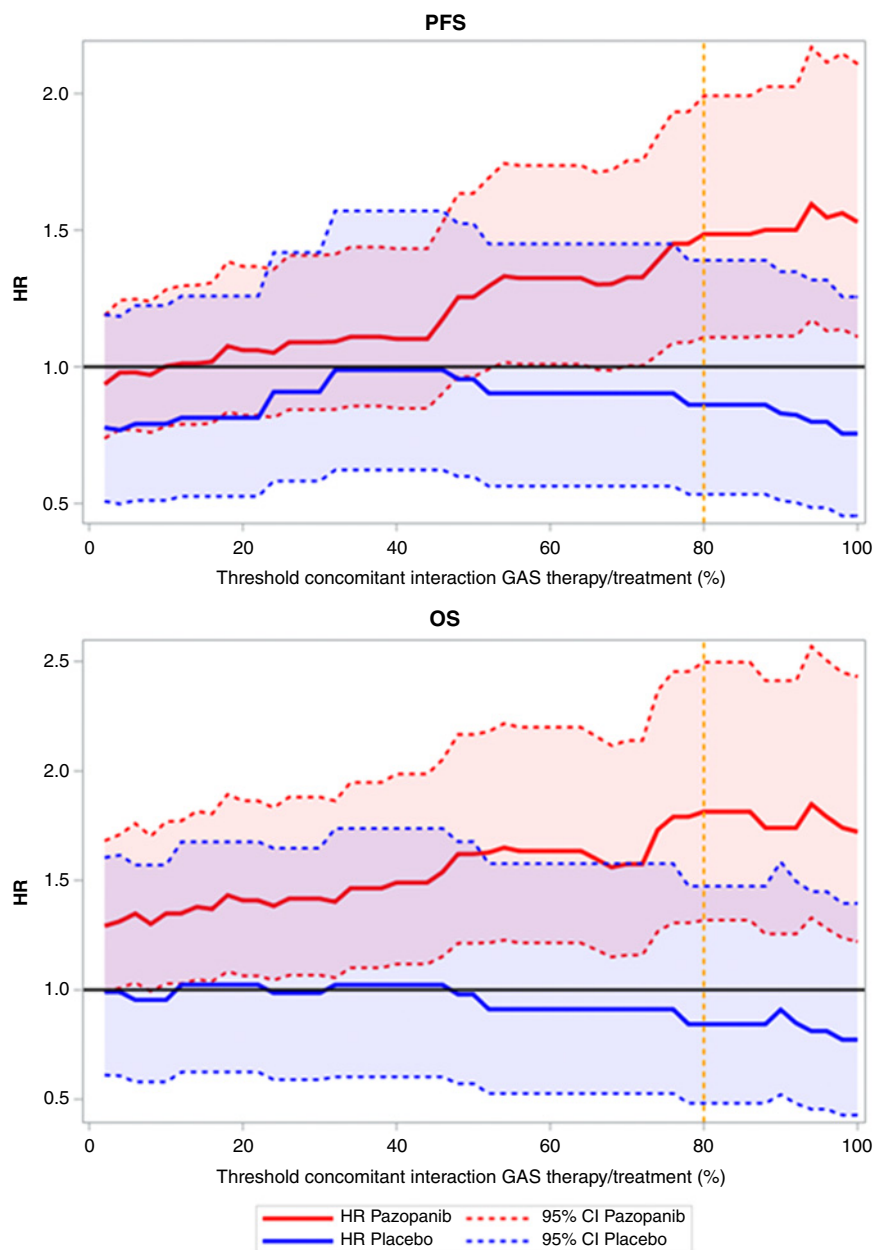 PFS
2.0
1.5
1.0
0.5
HR
0 20 40 60 80 100
Threshold concomitant interaction GAS therapy/treatment (%)
OS
2.5
2.0
1.5
1.0
0.5
HR
0 20 40 60 80 100
Threshold concomitant interaction GAS therapy/treatment (%)
HR Pazopanib 95% CI Pazopanib
HR Placebo 95% CI Placebo